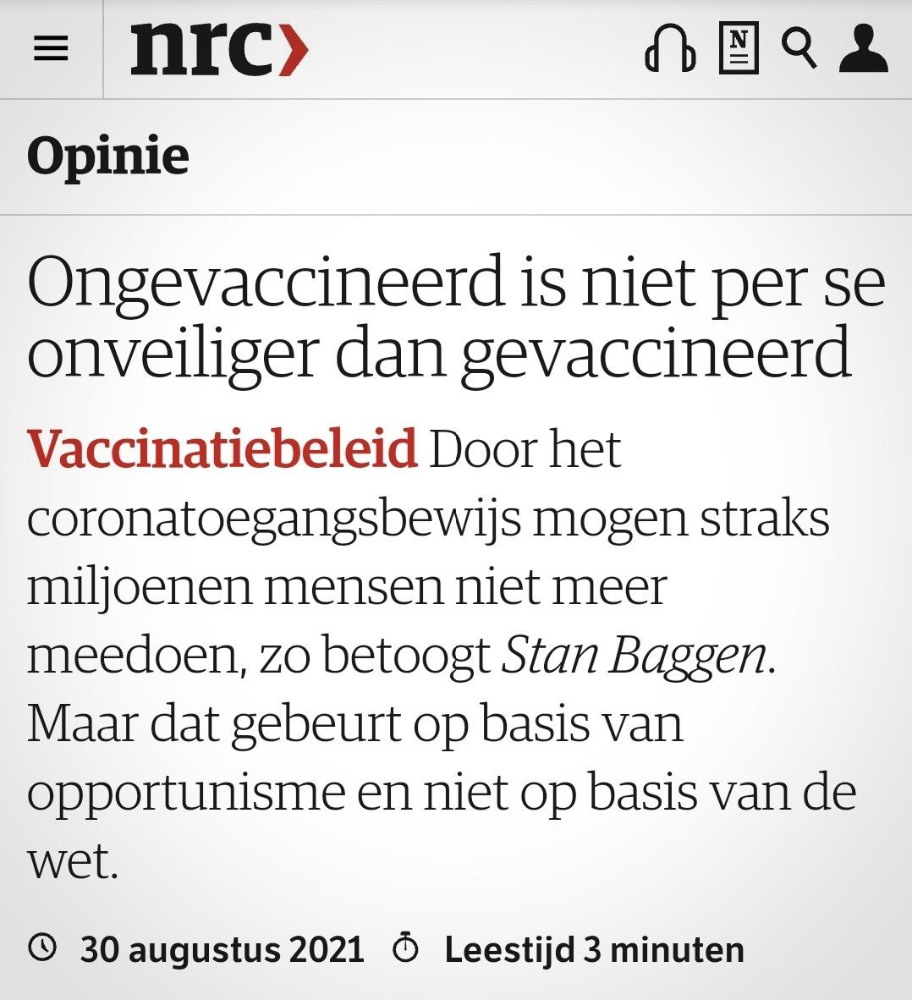 nrc
N
Opinie
Ongevaccineerd is niet per se
onveiliger dan gevaccineerd
Vaccinatiebeleid Door het
coronatoegangsbewijs mogen straks
miljoenen mensen niet meer
meedoen, zo betoogt Stan Baggen.
Maar dat gebeurt op basis van
opportunisme en niet op basis van de
wet.
30 augustus 2021 Leestijd 3 minuten